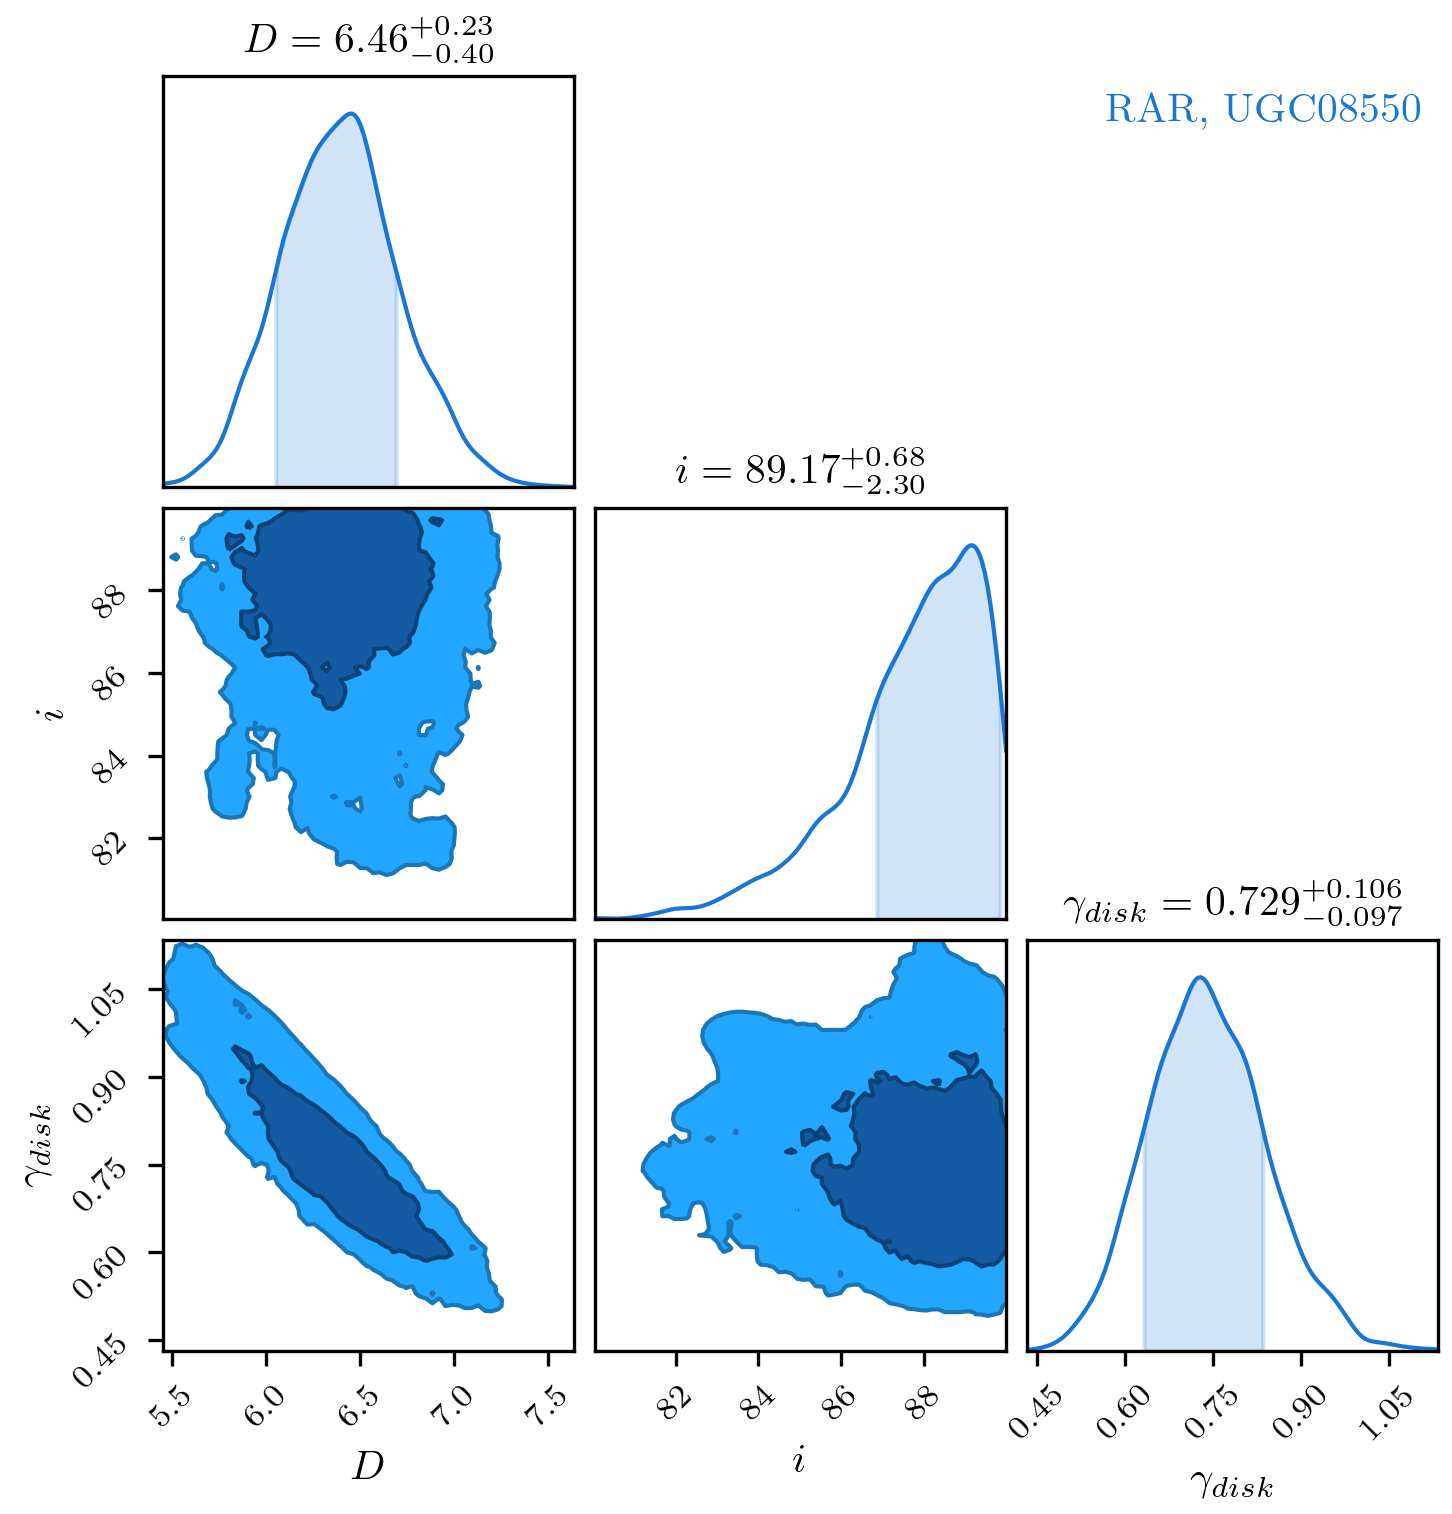 D = 6.46^{+0.23}_{-0.40}
RAR, UGC08550
i = 89.17^{+0.68}_{-2.30}
88
86
84
82
i
γ_{disk} = 0.729^{+0.106}_{-0.097}
1.05
0.90
0.75
0.60
0.45
γ_{disk}
5.5 6.0 6.5 7.0 7.5
82 84 86 88
0.45 0.60 0.75 0.90 1.05
D
i
γ_{disk}